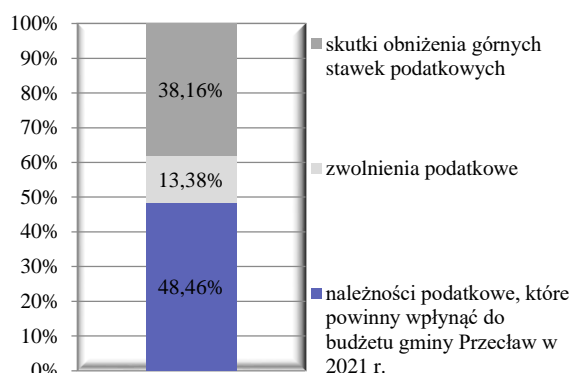 100%
90%
80%
70%
60%
50%
40%
30%
20%
10%
0%
38,16%
13,38%
48,46%
skutki obniżenia górnych
stawek podatkowych
zwolnienia podatkowe
należności podatkowe, które
powinny wpłynąć do
budżetu gminy Przecław w
2021 r.